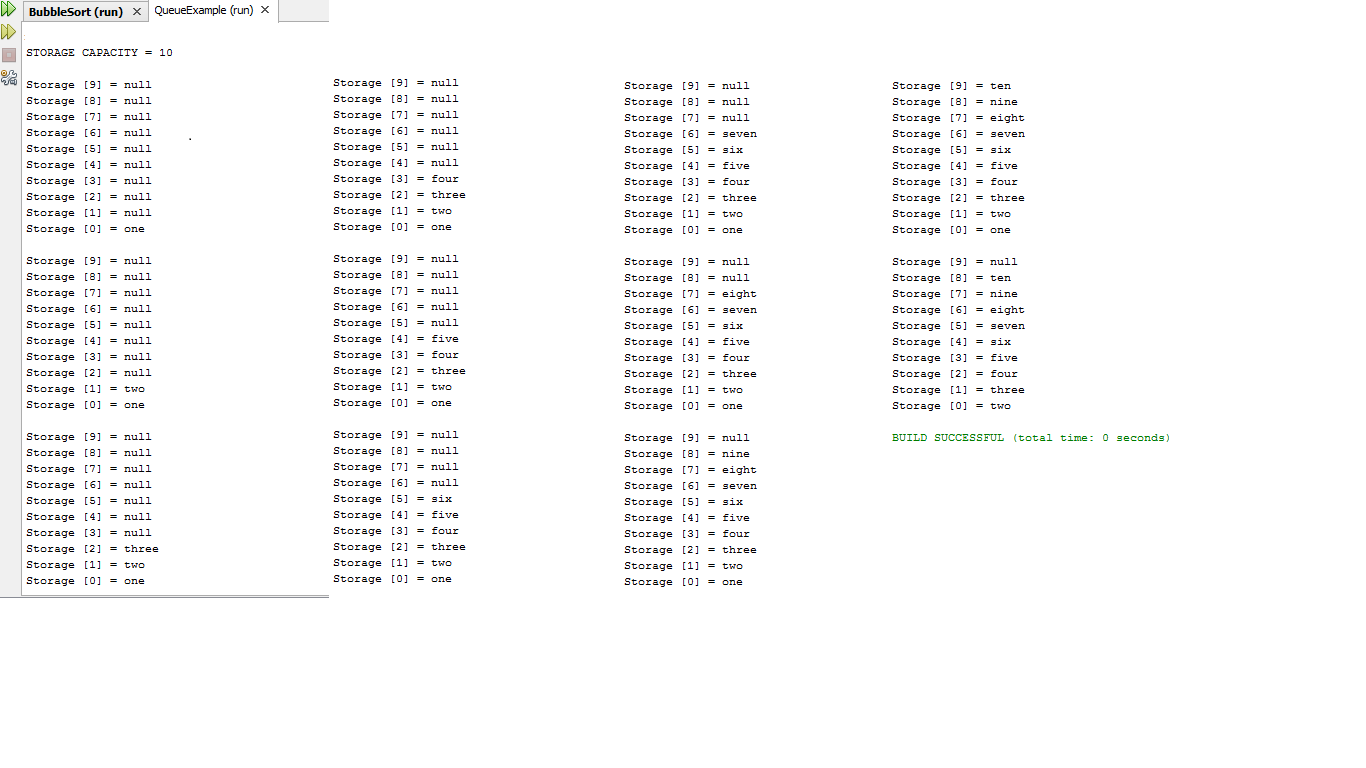 BubbleSort (run) × QueueExample (run) ×
STORAGE CAPACITY = 10
Storage [9] = null
Storage [8] = null
Storage [7] = null
Storage [6] = null
Storage [5] = null
Storage [4] = null
Storage [3] = null
Storage [2] = null
Storage [1] = null
Storage [0] = one
Storage [9] = null
Storage [8] = null
Storage [7] = null
Storage [6] = null
Storage [5] = null
Storage [4] = null
Storage [3] = null
Storage [2] = null
Storage [1] = two
Storage [0] = one
Storage [9] = null
Storage [8] = null
Storage [7] = null
Storage [6] = null
Storage [5] = null
Storage [4] = null
Storage [3] = null
Storage [2] = three
Storage [1] = two
Storage [0] = one
Storage [9] = null
Storage [8] = null
Storage [7] = null
Storage [6] = null
Storage [5] = null
Storage [4] = null
Storage [3] = four
Storage [2] = three
Storage [1] = two
Storage [0] = one
Storage [9] = null
Storage [8] = null
Storage [7] = null
Storage [6] = null
Storage [5] = null
Storage [4] = five
Storage [3] = four
Storage [2] = three
Storage [1] = two
Storage [0] = one
Storage [9] = null
Storage [8] = null
Storage [7] = null
Storage [6] = null
Storage [5] = six
Storage [4] = five
Storage [3] = four
Storage [2] = three
Storage [1] = two
Storage [0] = one
Storage [9] = null
Storage [8] = null
Storage [7] = null
Storage [6] = seven
Storage [5] = six
Storage [4] = five
Storage [3] = four
Storage [2] = three
Storage [1] = two
Storage [0] = one
Storage [9] = null
Storage [8] = null
Storage [7] = eight
Storage [6] = seven
Storage [5] = six
Storage [4] = five
Storage [3] = four
Storage [2] = three
Storage [1] = two
Storage [0] = one
Storage [9] = null
Storage [8] = nine
Storage [7] = eight
Storage [6] = seven
Storage [5] = six
Storage [4] = five
Storage [3] = four
Storage [2] = three
Storage [1] = two
Storage [0] = one
Storage [9] = ten
Storage [8] = nine
Storage [7] = eight
Storage [6] = seven
Storage [5] = six
Storage [4] = five
Storage [3] = four
Storage [2] = three
Storage [1] = two
Storage [0] = one
Storage [9] = null
Storage [8] = ten
Storage [7] = nine
Storage [6] = eight
Storage [5] = seven
Storage [4] = six
Storage [3] = five
Storage [2] = four
Storage [1] = three
Storage [0] = two
BUILD SUCCESSFUL (total time: 0 seconds)